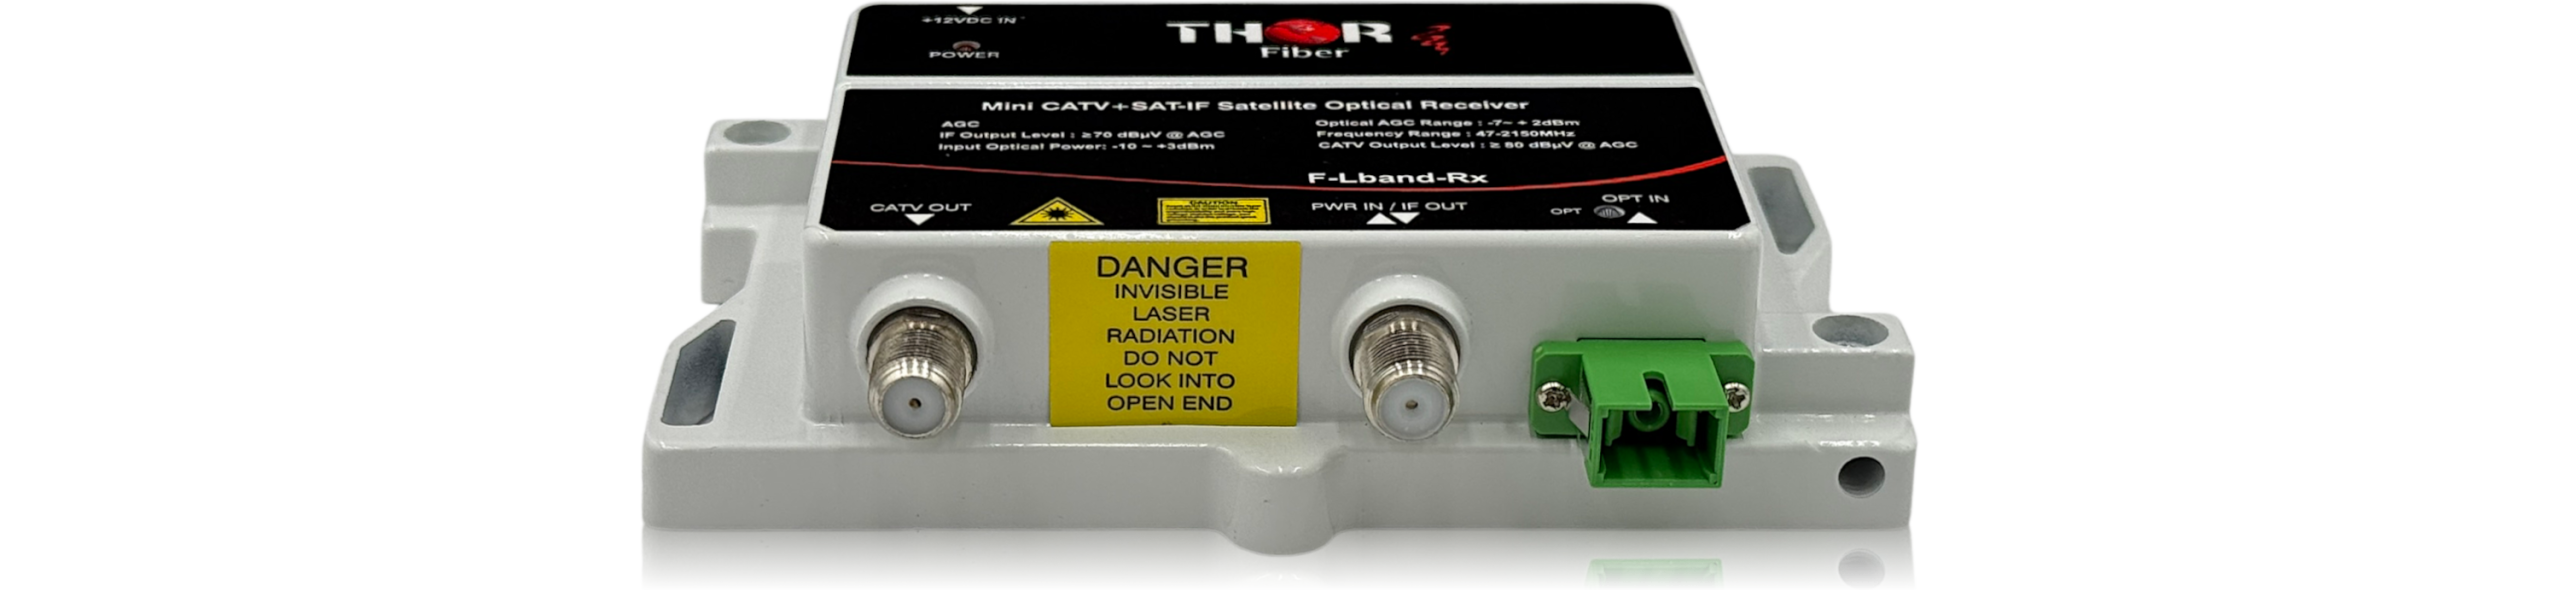 +12VDC IN
POWER
THOR
Fiber
Mini CATV+SAT-IF Satellite Optical Receiver
AGC
IF Output Level : ≥70 dBµV @ AGC
Input Optical Power: -10 ~ +3dBm
Optical AGC Range : -7~ + 2dBm
Frequency Range : 47-2150MHz
CATV Output Level : ≥ 80 dBµV @ AGC
F-Lband-Rx
CATV OUT
CAUTION
PWR IN / IF OUT
OPT
OPT IN
DANGER
INVISIBLE
LASER
RADIATION
DO NOT
LOOK INTO
OPEN END